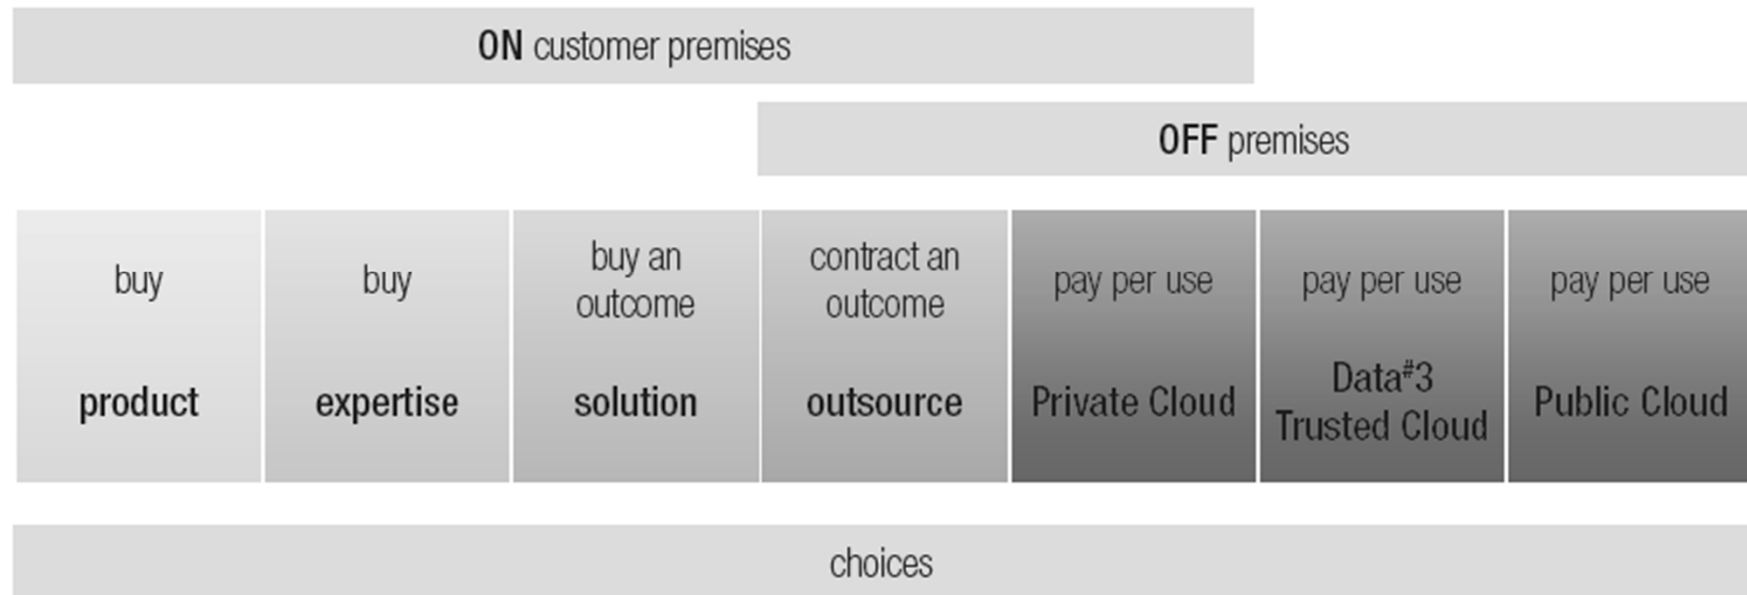 ON customer premises
OFF premises
buy
product
buy
expertise
buy an
outcome
solution
contract an
outcome
outsource
pay per use
Private Cloud
pay per use
Data#3
Trusted Cloud
pay per use
Public Cloud
choices